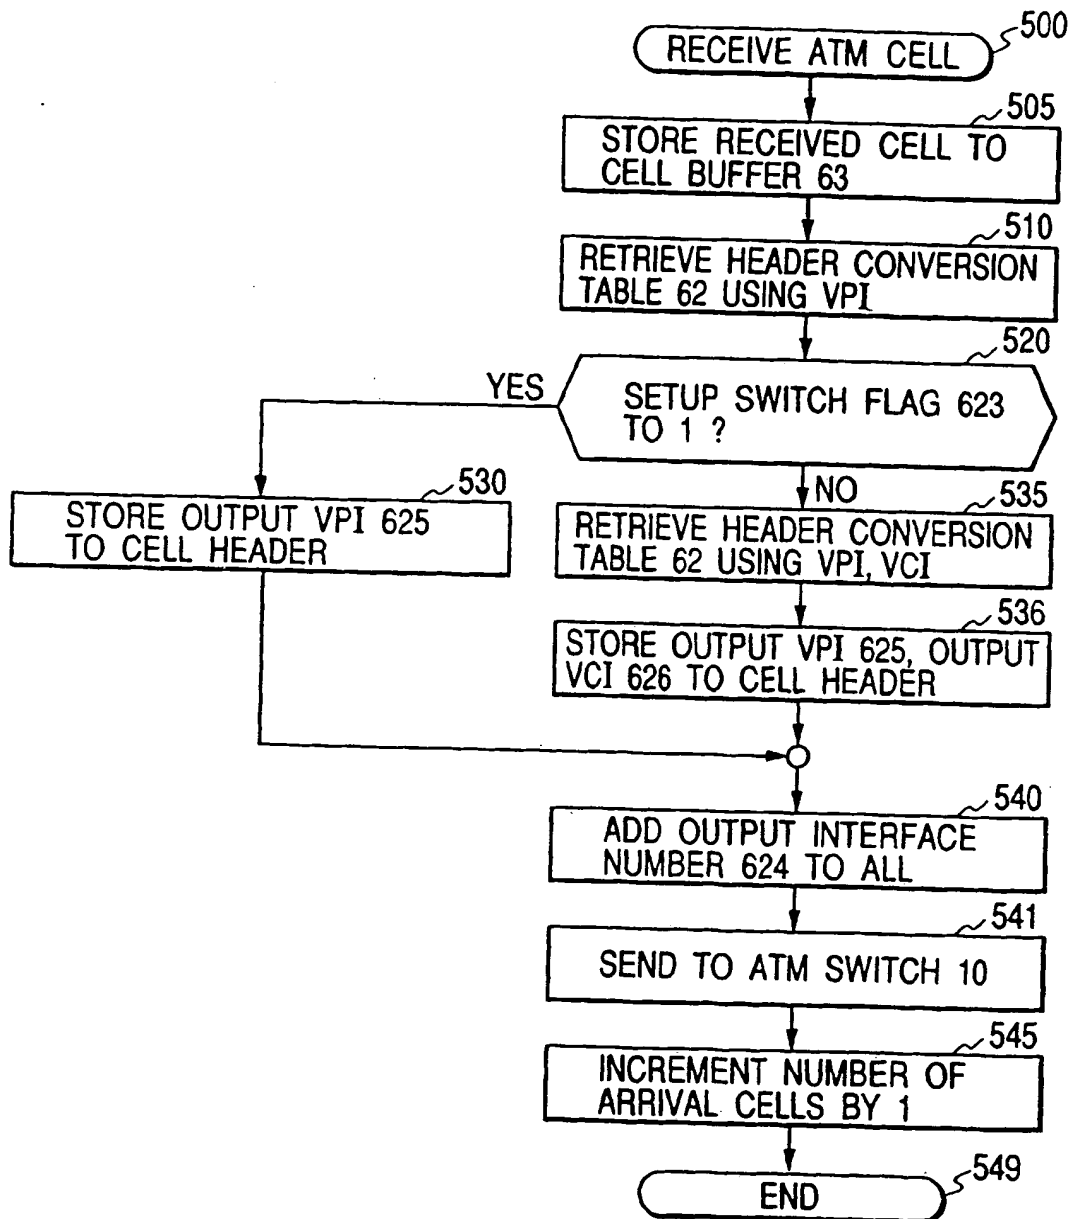 500
RECEIVE ATM CELL
505
STORE RECEIVED CELL TO
CELL BUFFER 63
510
RETRIEVE HEADER CONVERSION
TABLE 62 USING VPI
520
YES
SETUP SWITCH FLAG 623
TO 1 ?
NO
530
STORE OUTPUT VPI 625
TO CELL HEADER
535
RETRIEVE HEADER CONVERSION
TABLE 62 USING VPI, VCI
536
STORE OUTPUT VPI 625, OUTPUT
VCI 626 TO CELL HEADER
540
ADD OUTPUT INTERFACE
NUMBER 624 TO ALL
541
SEND TO ATM SWITCH 10
545
INCREMENT NUMBER OF
ARRIVAL CELLS BY 1
549
END